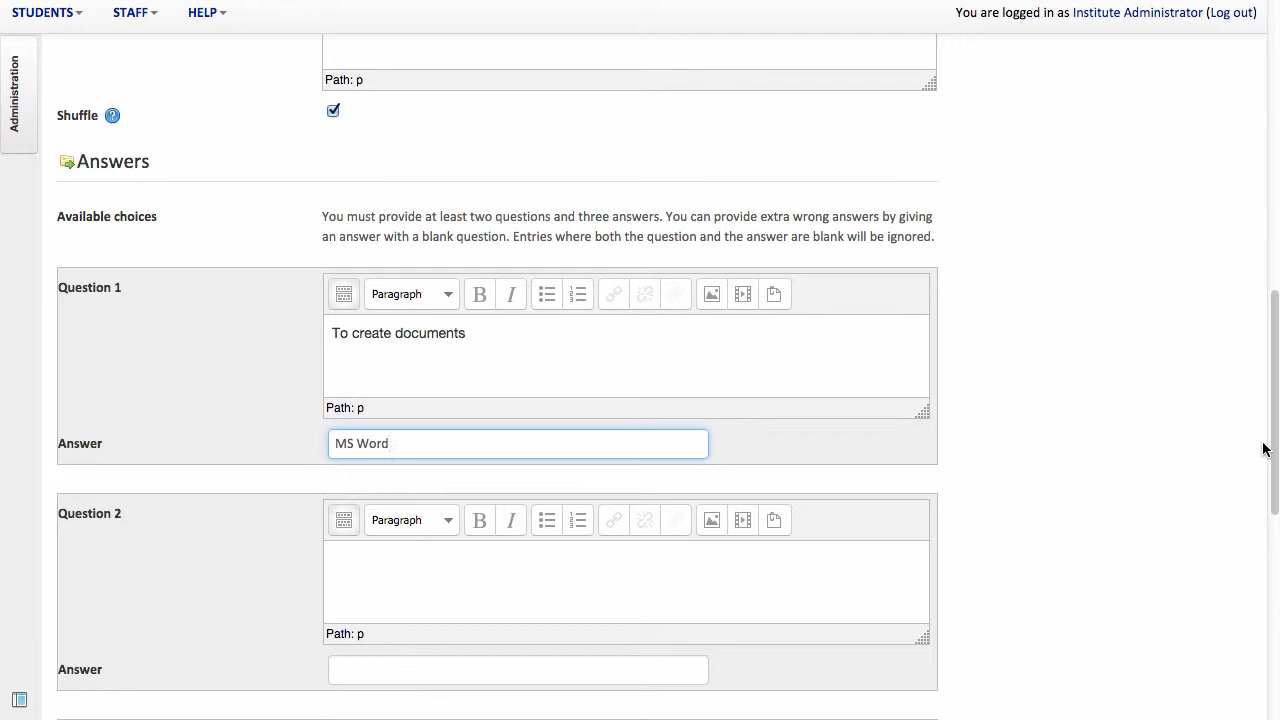 STUDENTS STAFF HELP You are logged in as Institute Administrator (Log out)
Administration
Path: p
Shuffle
Answers
Available choices You must provide at least two questions and three answers. You can provide extra wrong answers by giving
an answer with a blank question. Entries where both the question and the answer are blank will be ignored.
Question 1 Paragraph B I
To create documents
Path: p
Answer MS Word
Question 2 Paragraph B I
Path: p
Answer